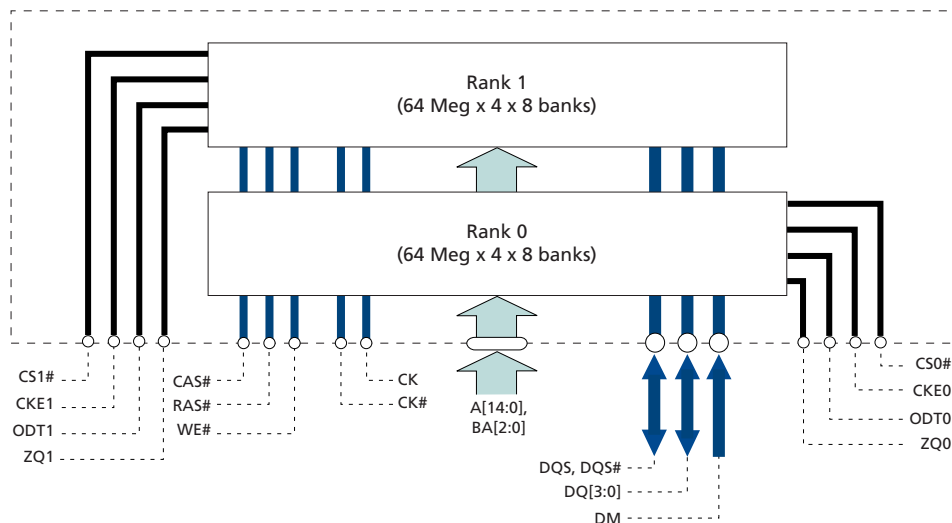 Rank 1
(64 Meg x 4 x 8 banks)
Rank 0
(64 Meg x 4 x 8 banks)
CS1#
CKE1
ODT1
ZQ1
CAS#
RAS#
WE#
CK
CK#
A[14:0],
BA[2:0]
DQS, DQS#
DQ[3:0]
DM
CS0#
CKE0
ODT0
ZQ0